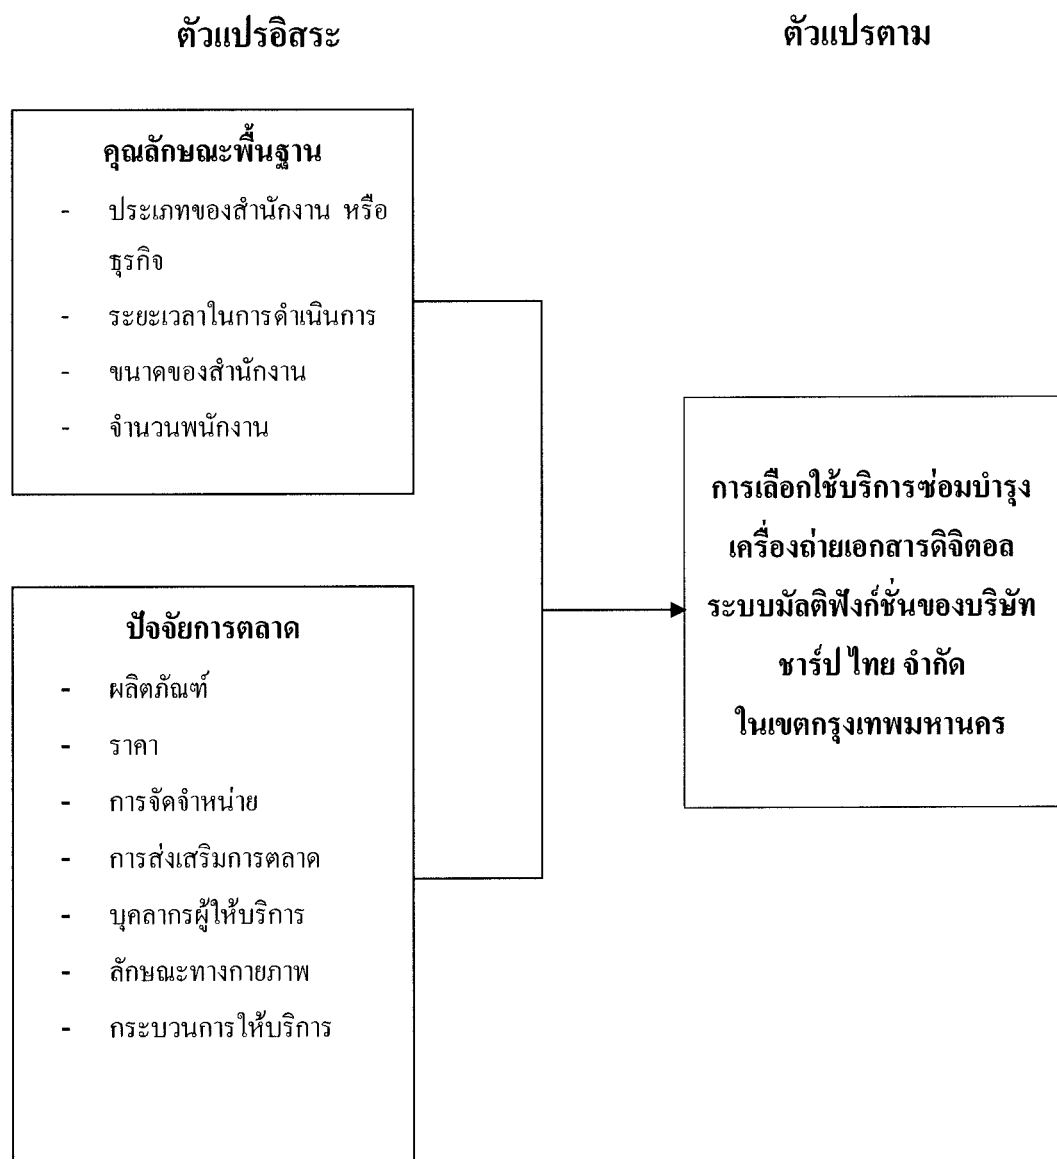 ตัวแปรอิสระ
ตัวแปรตาม
คุณลักษณะพื้นฐาน
- ประเภทของสำนักงาน หรือ
ธุรกิจ
- ระยะเวลาในการดำเนินการ
- ขนาดของสำนักงาน
- จำนวนพนักงาน
ปัจจัยการตลาด
- ผลิตภัณฑ์
- ราคา
- การจัดจำหน่าย
- การส่งเสริมการตลาด
- บุคลากรผู้ให้บริการ
- ลักษณะทางกายภาพ
- กระบวนการให้บริการ
การเลือกใช้บริการซ่อมบำรุง
เครื่องถ่ายเอกสารดิจิตอล
ระบบมัลติฟังก์ชั่นของบริษัท
ชาร์ป ไทย จำกัด
ในเขตกรุงเทพมหานคร